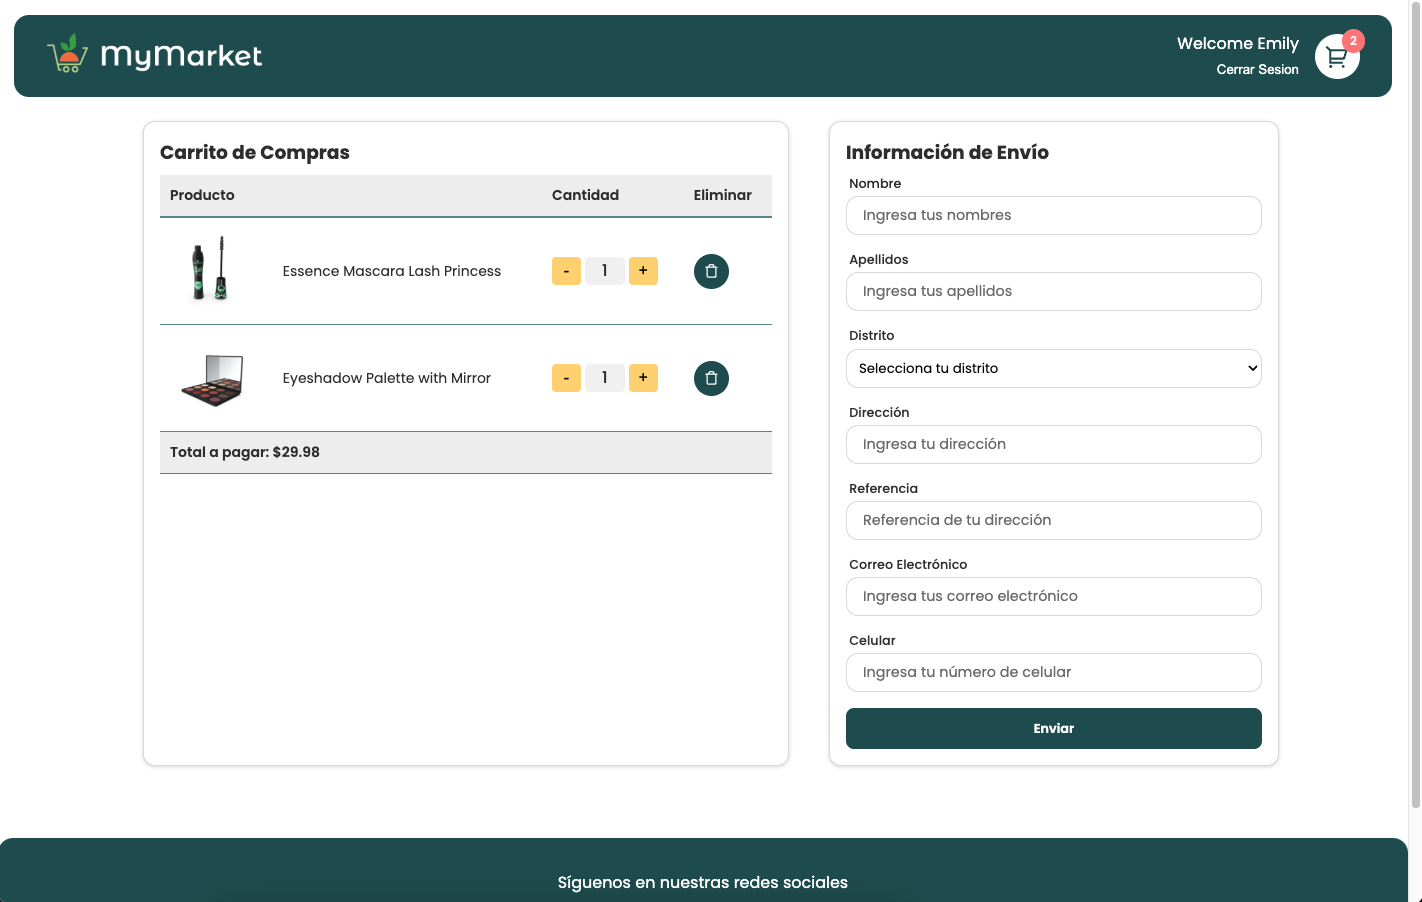 MyMarket
Welcome Emily
Cerrar Sesion
2
Carrito de Compras
Producto Cantidad Eliminar
Essence Mascara Lash Princess - 1 +
Eyeshadow Palette with Mirror - 1 +
Total a pagar: $29.98
Información de Envío
Nombre
Ingresa tus nombres
Apellidos
Ingresa tus apellidos
Distrito
Selecciona tu distrito
Dirección
Ingresa tu dirección
Referencia
Referencia de tu dirección
Correo Electrónico
Ingresa tus correo electrónico
Celular
Ingresa tu número de celular
Enviar
Síguenos en nuestras redes sociales